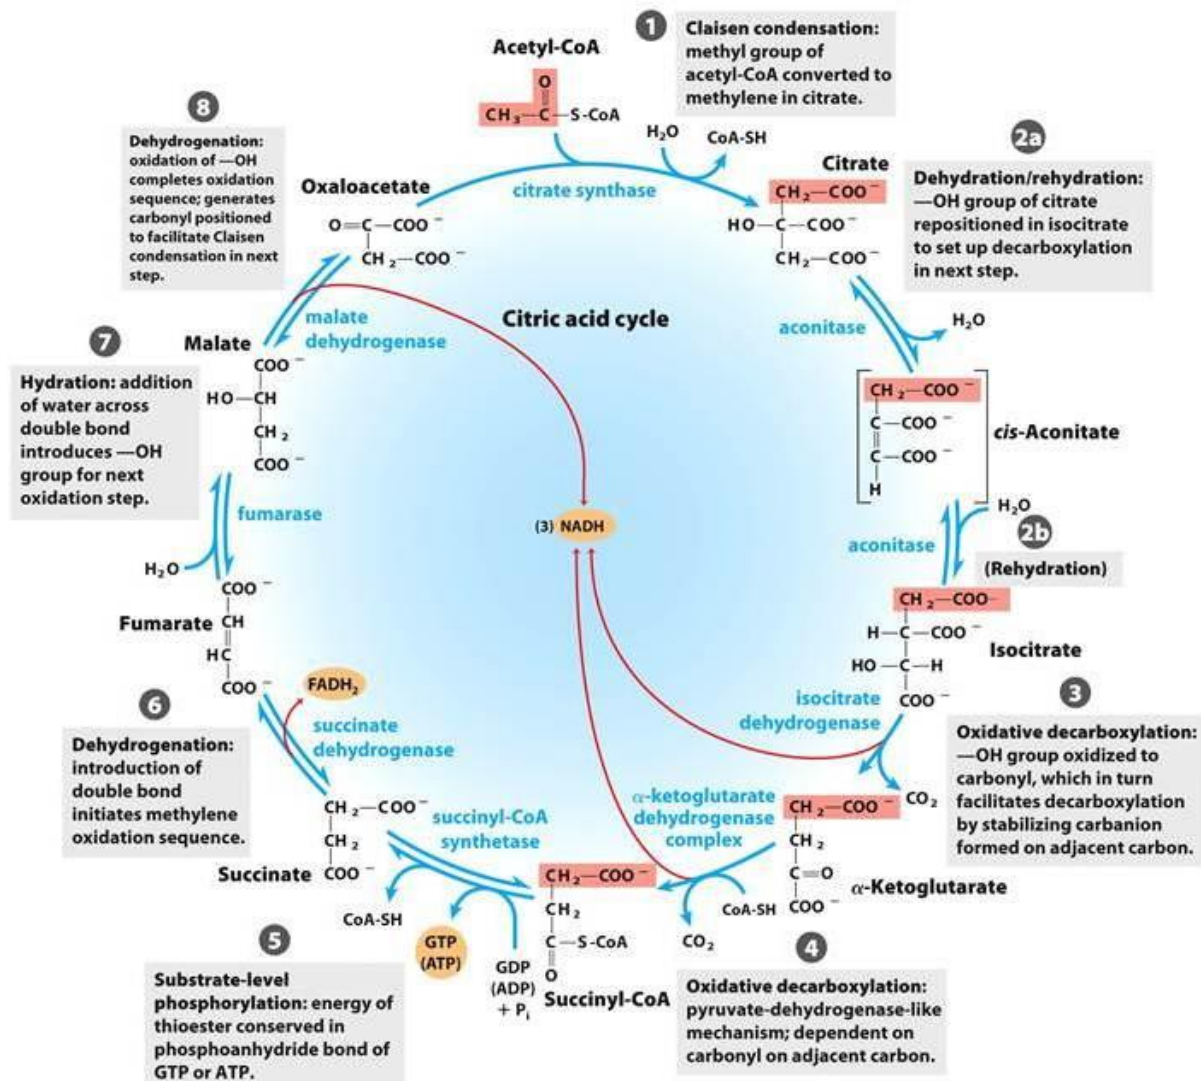 1
Claisen condensation:
methyl group of
acetyl-CoA converted to
methylene in citrate.
Acetyl-CoA
O
CH3—C—S-CoA
H2O
CoA-SH
citrate synthase
8
Dehydrogenation:
oxidation of —OH
completes oxidation
sequence; generates
carbonyl positioned
to facilitate Claisen
condensation in next
step.
Oxaloacetate
O=C—COO−
CH2—COO−
2a
Dehydration/rehydration:
—OH group of citrate
repositioned in isocitrate
to set up decarboxylation
in next step.
Citrate
CH2—COO−
HO—C—COO−
CH2—COO−
Citric acid cycle
aconitase
H2O
malate
dehydrogenase
7
Hydration: addition
of water across
double bond
introduces —OH
group for next
oxidation step.
Malate
COO−
HO—CH
CH2
COO−
CH2—COO−
C—COO−
C—COO−
H
cis-Aconitate
fumarase
H2O
(3) NADH
aconitase
H2O
2b
(Rehydration)
CH2—COO−
H—C—COO−
HO—C—H
COO−
Isocitrate
Fumarate
COO−
CH
HC
COO−
FADH2
succinate
dehydrogenase
6
Dehydrogenation:
introduction of
double bond
initiates methylene
oxidation sequence.
isocitrate
dehydrogenase
3
Oxidative decarboxylation:
—OH group oxidized to
carbonyl, which in turn
facilitates decarboxylation
by stabilizing carbanion
formed on adjacent carbon.
CO2
CH2—COO−
CH2
C=O
COO−
α-Ketoglutarate
α-ketoglutarate
dehydrogenase
complex
CoA-SH
CO2
4
Oxidative decarboxylation:
pyruvate-dehydrogenase-like
mechanism; dependent on
carbonyl on adjacent carbon.
CH2—COO−
CH2
C—S-CoA
O
Succinyl-CoA
succinyl-CoA
synthetase
CH2—COO−
CH2
COO−
Succinate
CoA-SH
GTP
(ATP)
GDP
(ADP)
+ Pi
5
Substrate-level
phosphorylation: energy of
thioester conserved in
phosphoanhydride bond of
GTP or ATP.